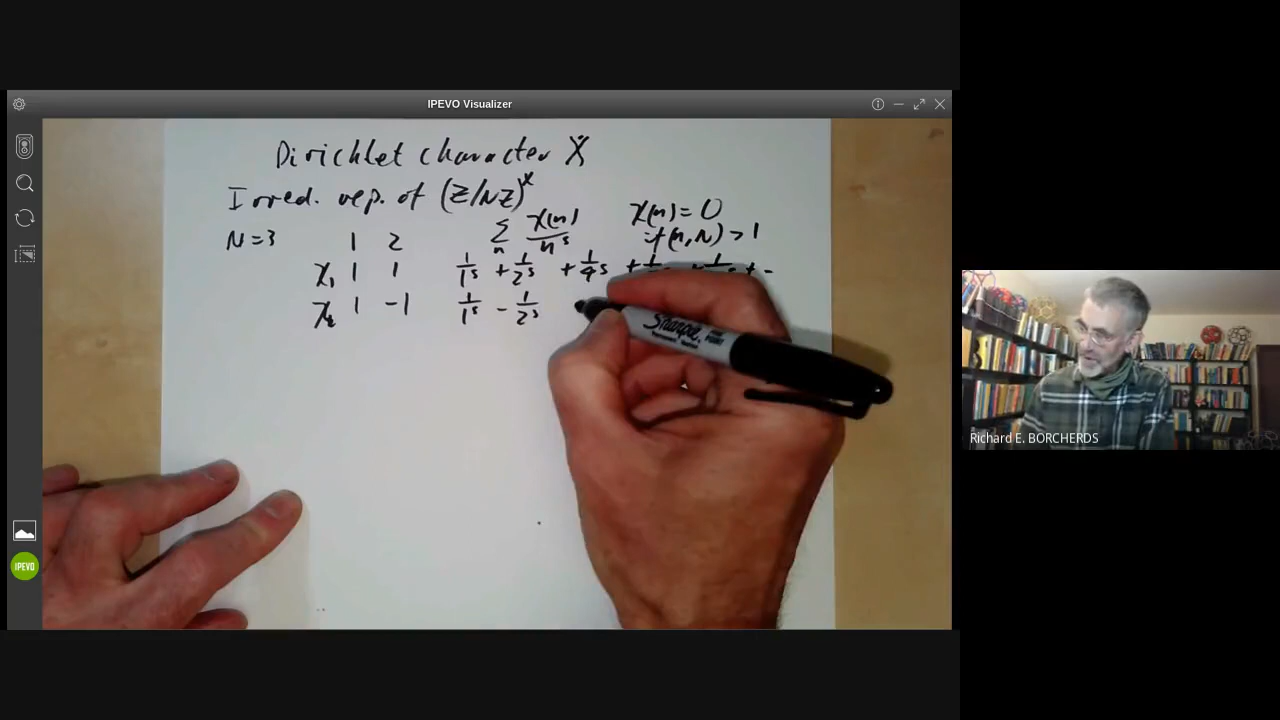 IPEVO Visualizer
Dirichlet character χ
Irred. rep. of (Z/NZ)*
χ(n) = 0
if (n, N) > 1
N = 3 1 2 Σ_n χ(n)/n^s
χ₁ 1 1 1/1^s + 1/2^s + 1/4^s +
χ₂ 1 -1 1/1^s - 1/2^s
Sharpie.
IPEVO
Richard E. BORCHERDS